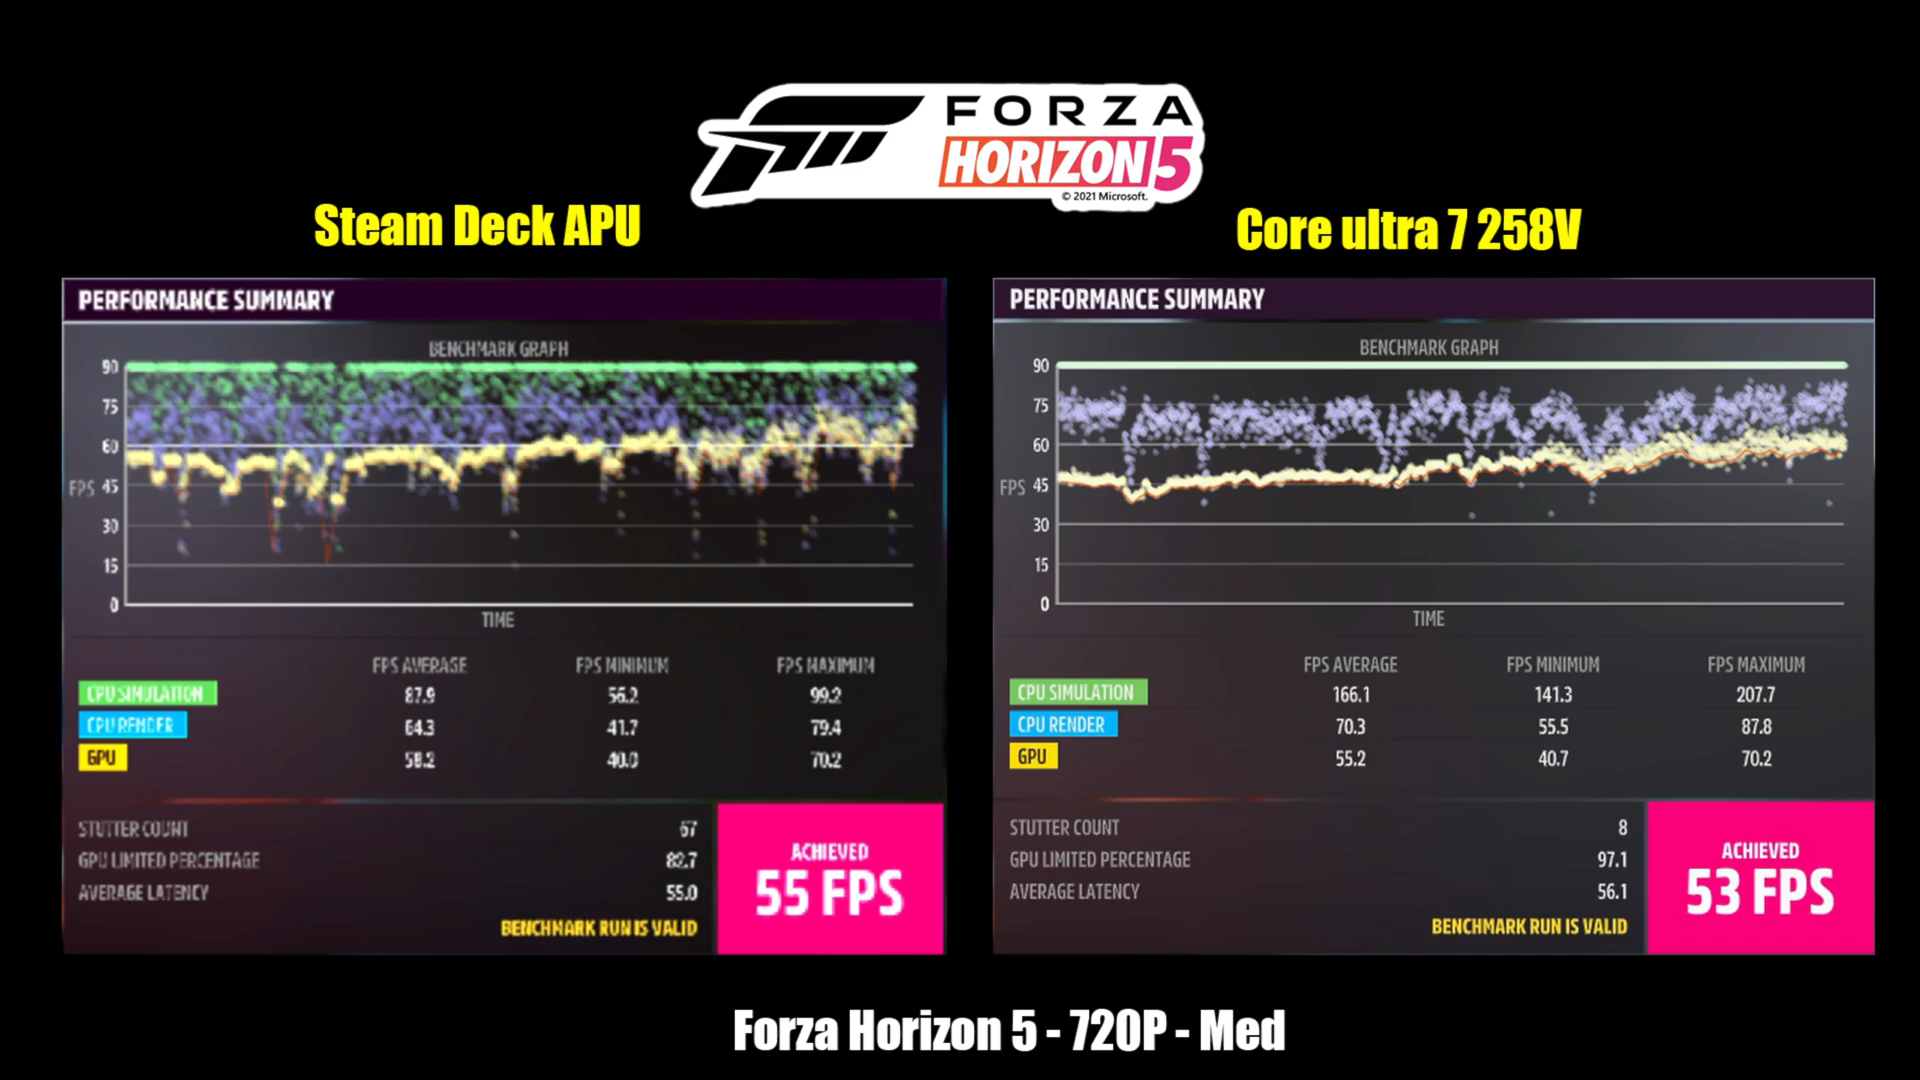 FORZA
HORIZON 5
© 2021 Microsoft.
Steam Deck APU
Core ultra 7 258V
PERFORMANCE SUMMARY
BENCHMARK GRAPH
90
75
60
FPS 45
30
15
0
TIME
FPS AVERAGE FPS MINIMUM FPS MAXIMUM
CPU SIMULATION 87.9 56.2 99.2
CPU RENDER 64.3 41.7 79.4
GPU 58.2 40.0 70.2
STUTTER COUNT 67
GPU LIMITED PERCENTAGE 82.7
AVERAGE LATENCY 55.0
BENCHMARK RUN IS VALID
ACHIEVED
55 FPS
PERFORMANCE SUMMARY
BENCHMARK GRAPH
90
75
60
FPS 45
30
15
0
TIME
FPS AVERAGE FPS MINIMUM FPS MAXIMUM
CPU SIMULATION 166.1 141.3 207.7
CPU RENDER 70.3 55.5 87.8
GPU 55.2 40.7 70.2
STUTTER COUNT 8
GPU LIMITED PERCENTAGE 97.1
AVERAGE LATENCY 56.1
BENCHMARK RUN IS VALID
ACHIEVED
53 FPS
Forza Horizon 5 - 720P - Med